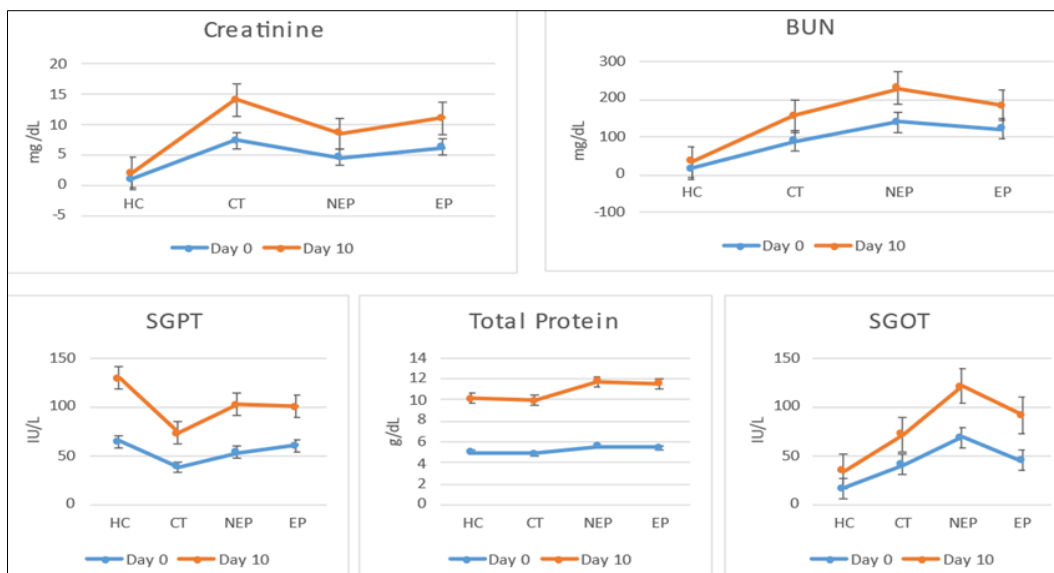 Creatinine
20
15
10
5
0
-5
mg/dL
HC CT NEP EP
Day 0 Day 10
BUN
300
200
100
0
-100
mg/dL
HC CT NEP EP
Day 0 Day 10
SGPT
150
100
50
0
IU/L
HC CT NEP EP
Day 0 Day 10
Total Protein
14
12
10
8
6
4
2
0
g/dL
HC CT NEP EP
Day 0 Day 10
SGOT
150
100
50
0
IU/L
HC CT NEP EP
Day 0 Day 10